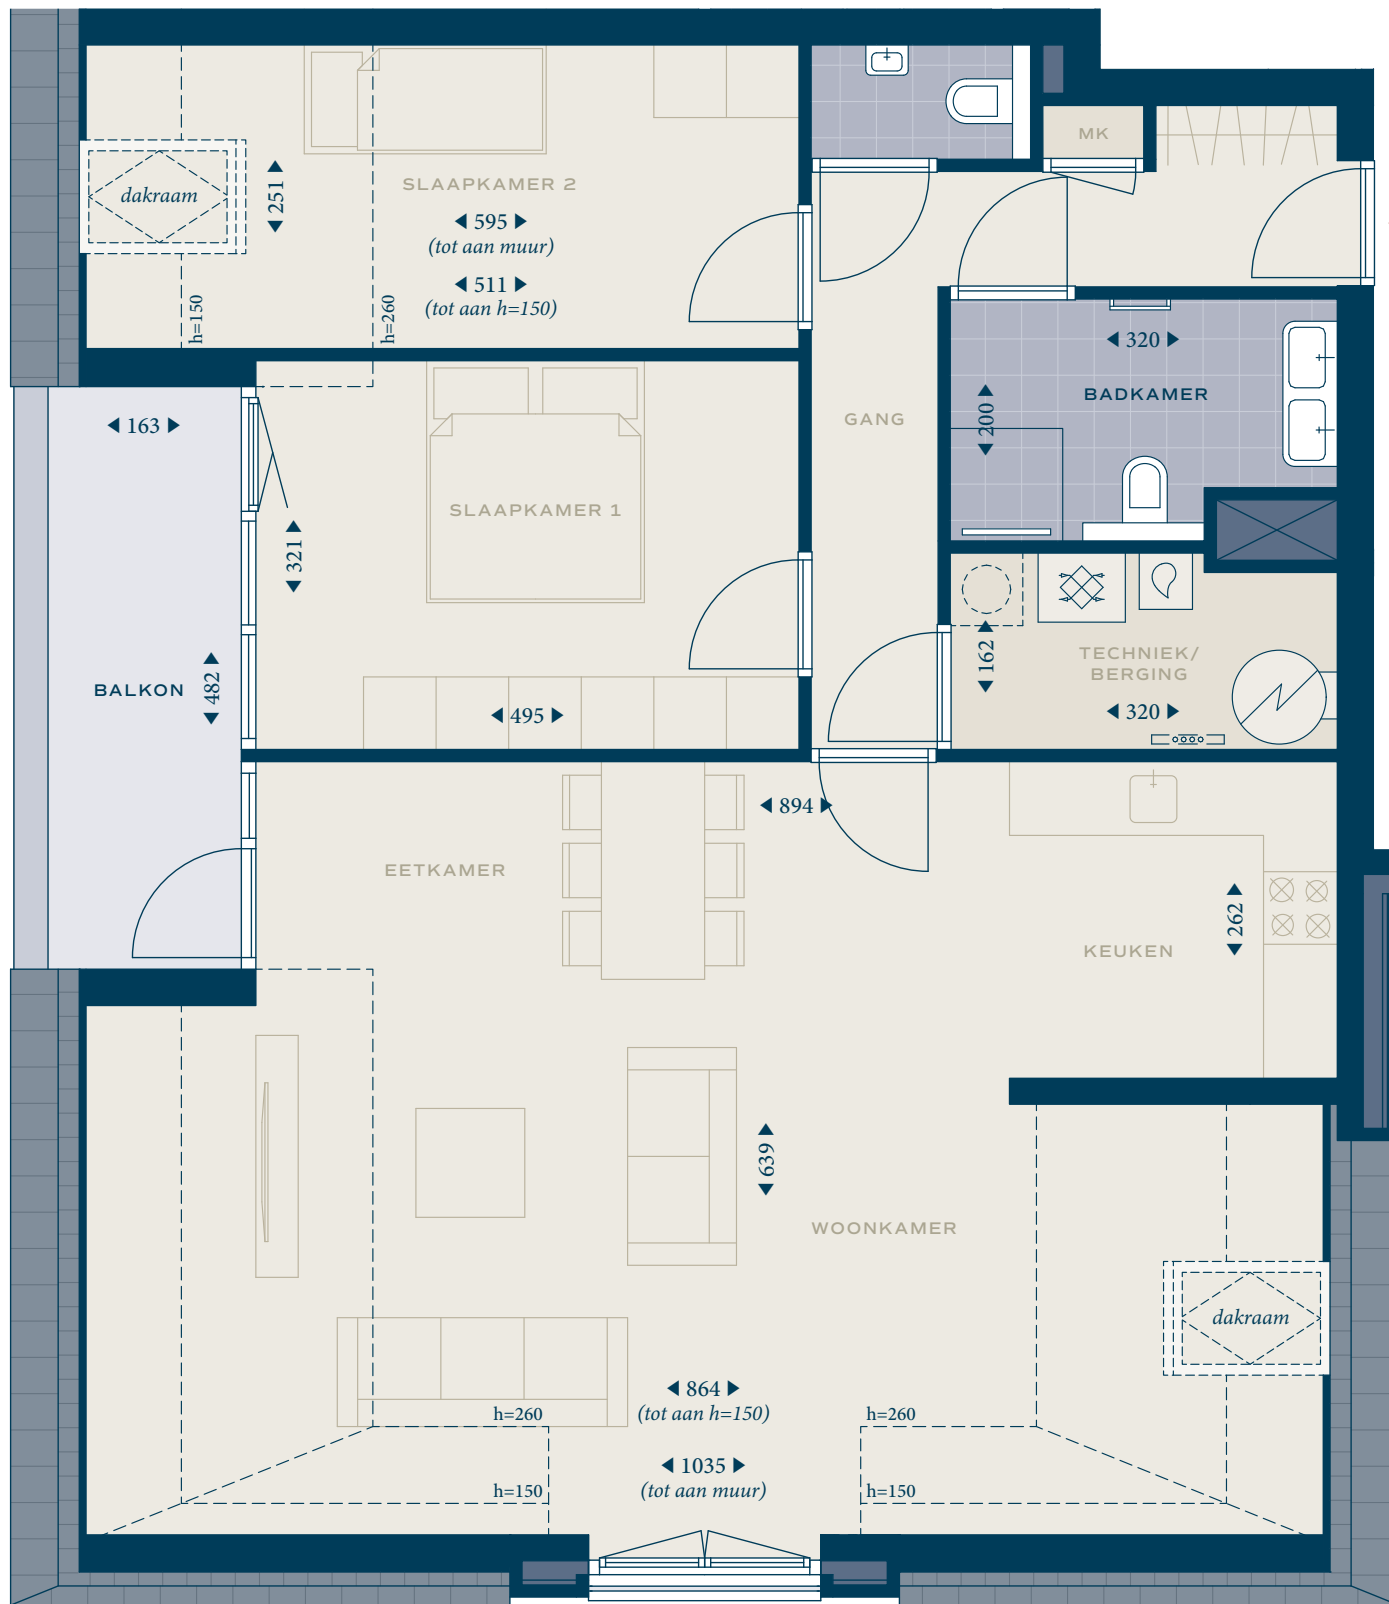 MK
SLAAPKAMER 2
dakraam
251
595
(tot aan muur)
511
(tot aan h=150)
h=150
h=260
320
BADKAMER
200
GANG
163
SLAAPKAMER 1
321
BALKON
482
495
162
TECHNIEK/
BERGING
320
894
EETKAMER
262
KEUKEN
639
WOONKAMER
dakraam
864
(tot aan h=150)
h=260
h=260
1035
(tot aan muur)
h=150
h=150